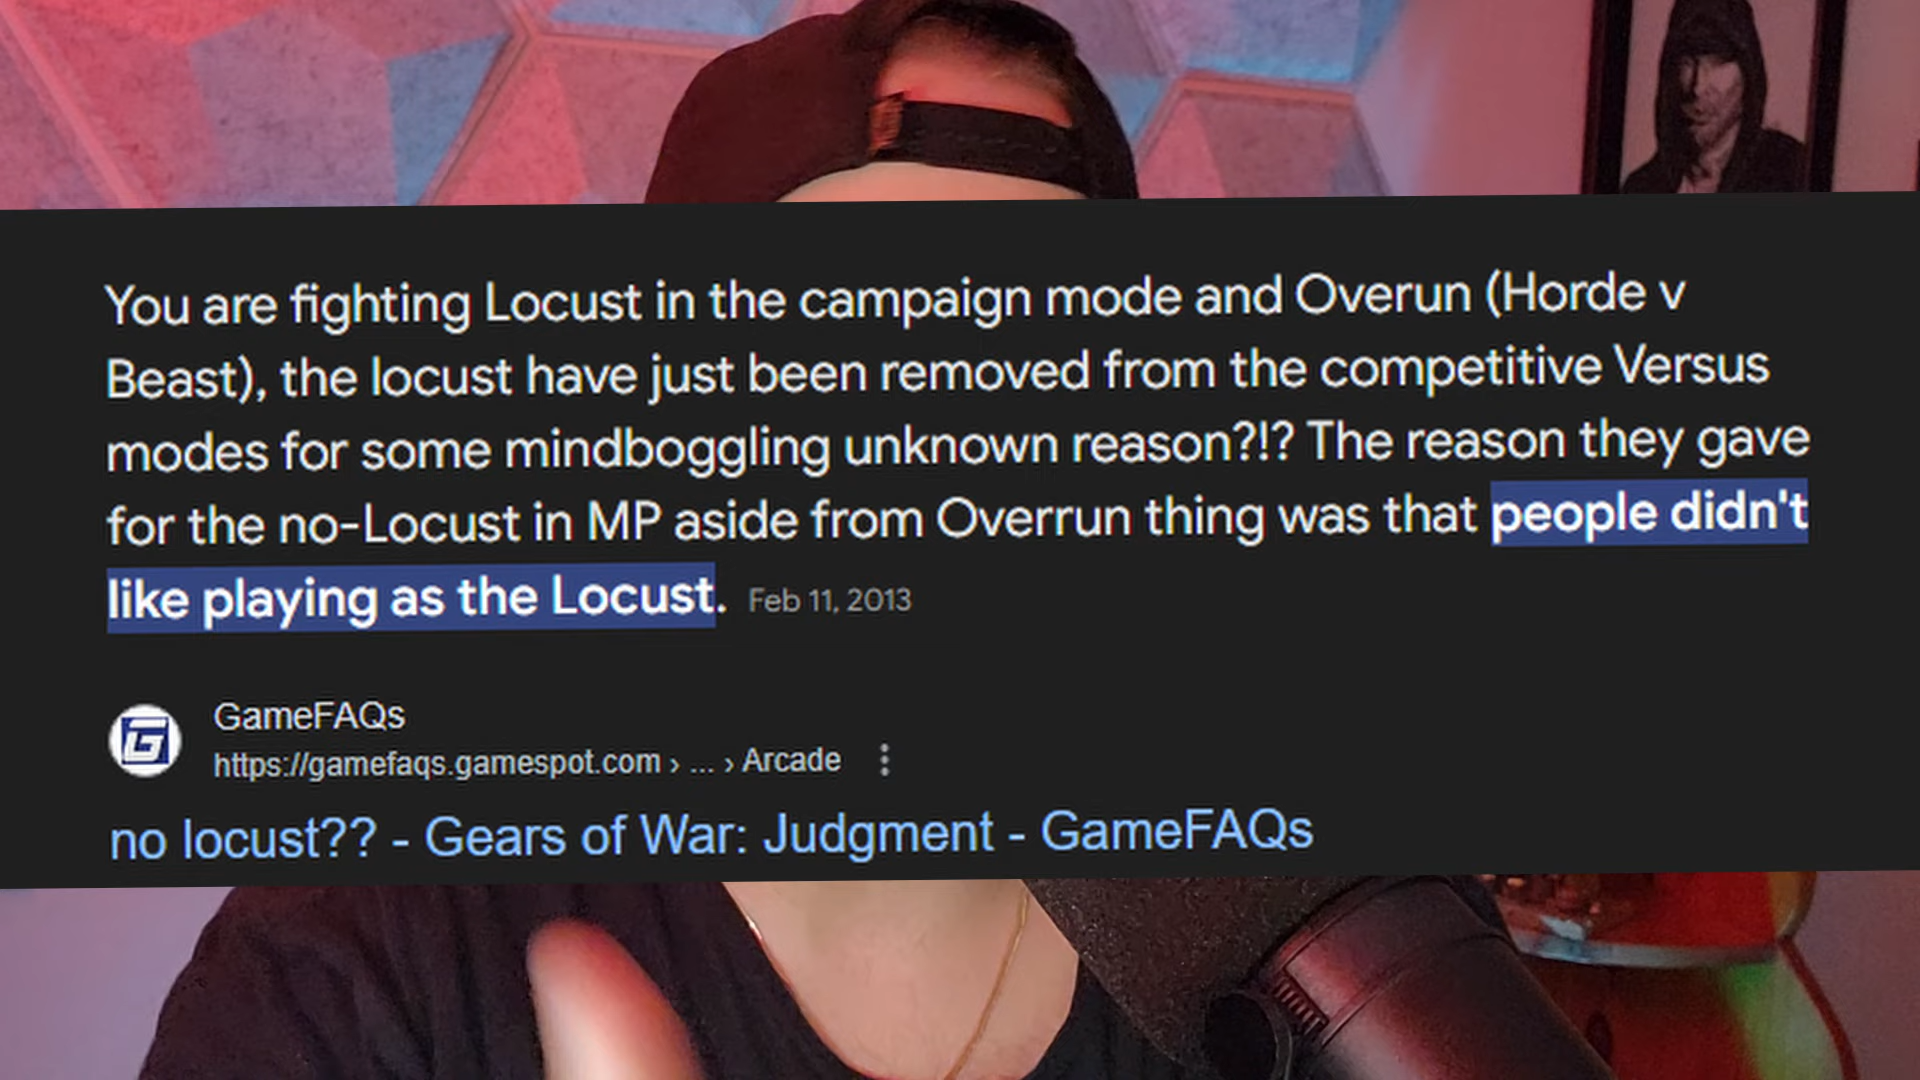 You are fighting Locust in the campaign mode and Overun (Horde v
Beast), the locust have just been removed from the competitive Versus
modes for some mindboggling unknown reason?!? The reason they gave
for the no-Locust in MP aside from Overrun thing was that people didn't
like playing as the Locust. Feb 11, 2013
GameFAQs
https://gamefaqs.gamespot.com › ... › Arcade
no locust?? - Gears of War: Judgment - GameFAQs